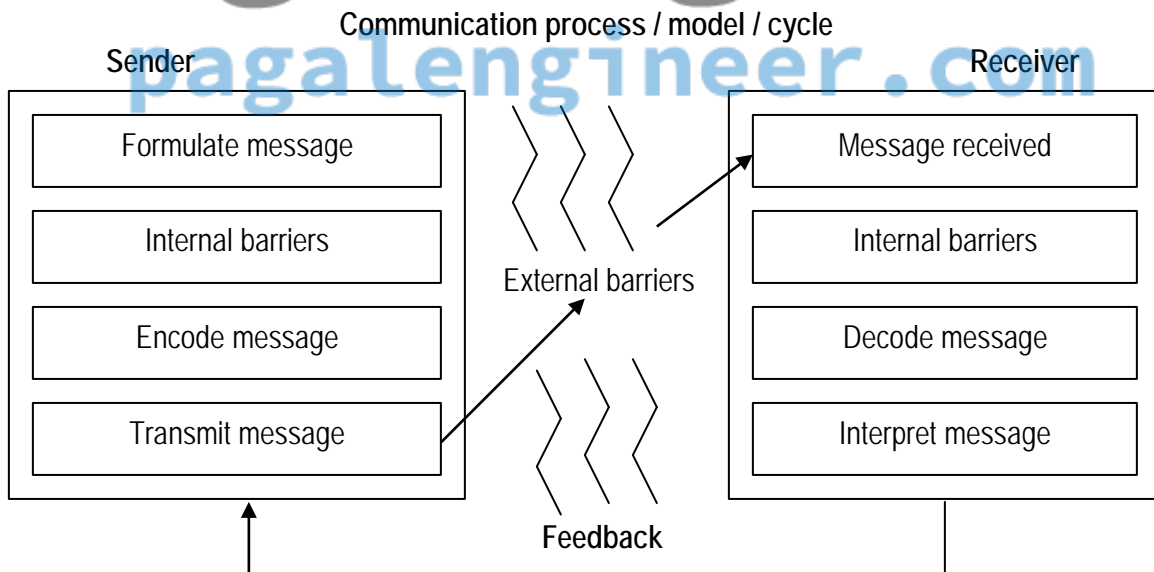 Communication process / model / cycle
pagalengineer.com
Sender
Receiver
Formulate message
Internal barriers
Encode message
Transmit message
External barriers
Message received
Internal barriers
Decode message
Interpret message
Feedback